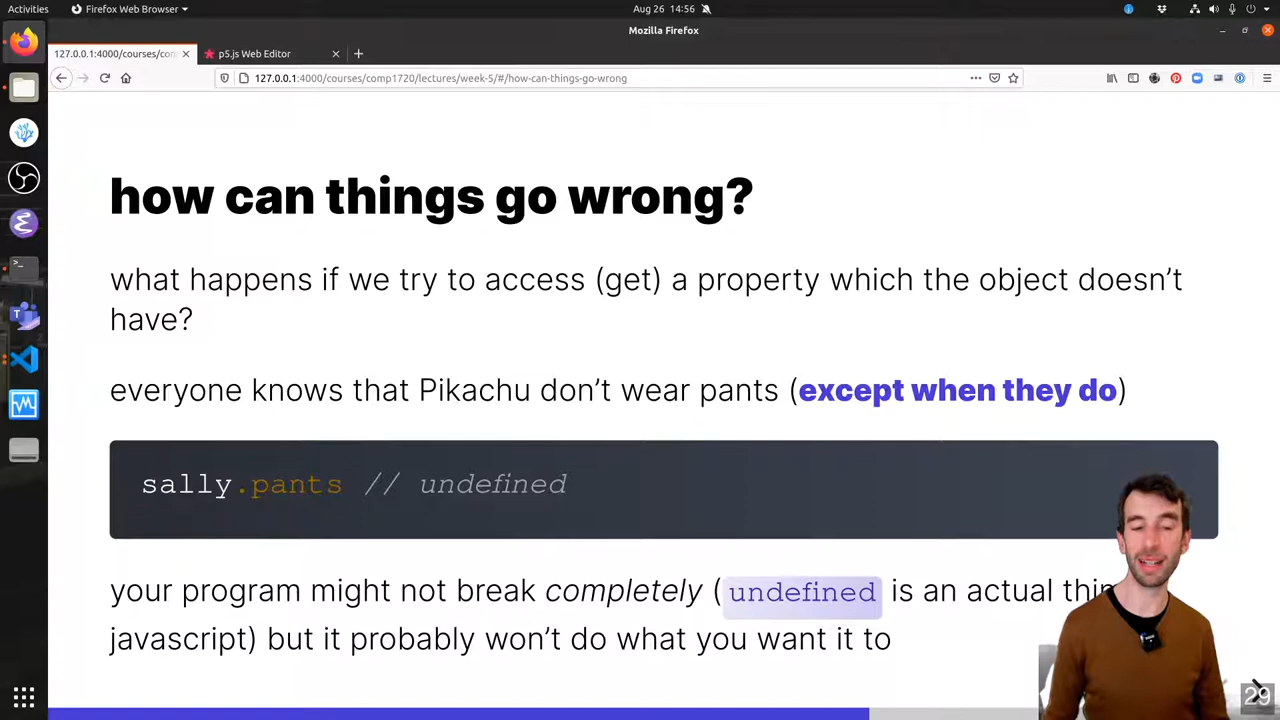 Activities
Firefox Web Browser
Aug 26 14:56
Mozilla Firefox
127.0.0.1:4000/courses/com
p5.js Web Editor
127.0.0.1:4000/courses/comp1720/lectures/week-5/#/how-can-things-go-wrong
how can things go wrong?
what happens if we try to access (get) a property which the object doesn't
have?
everyone knows that Pikachu don't wear pants (except when they do)
sally.pants // undefined
your program might not break completely (undefined is an actual thin
javascript) but it probably won't do what you want it to
29